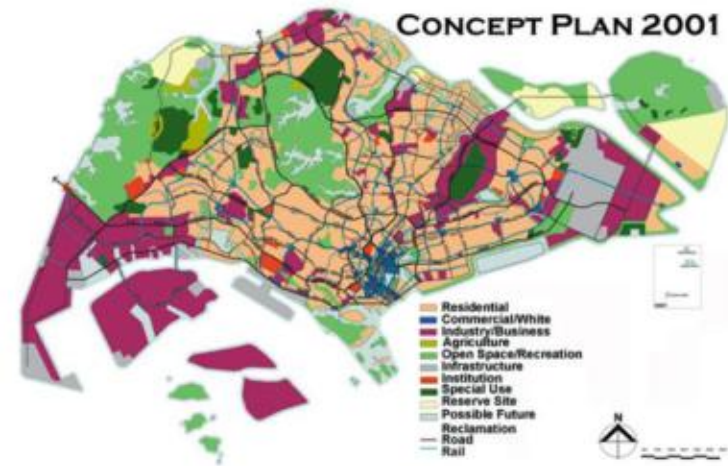 CONCEPT PLAN 2001
Residential
Commercial/White
Industry/Business
Agriculture
Open Space/Recreation
Infrastructure
Institution
Special Use
Reserve Site
Possible Future
Reclamation
Road
Rail
N